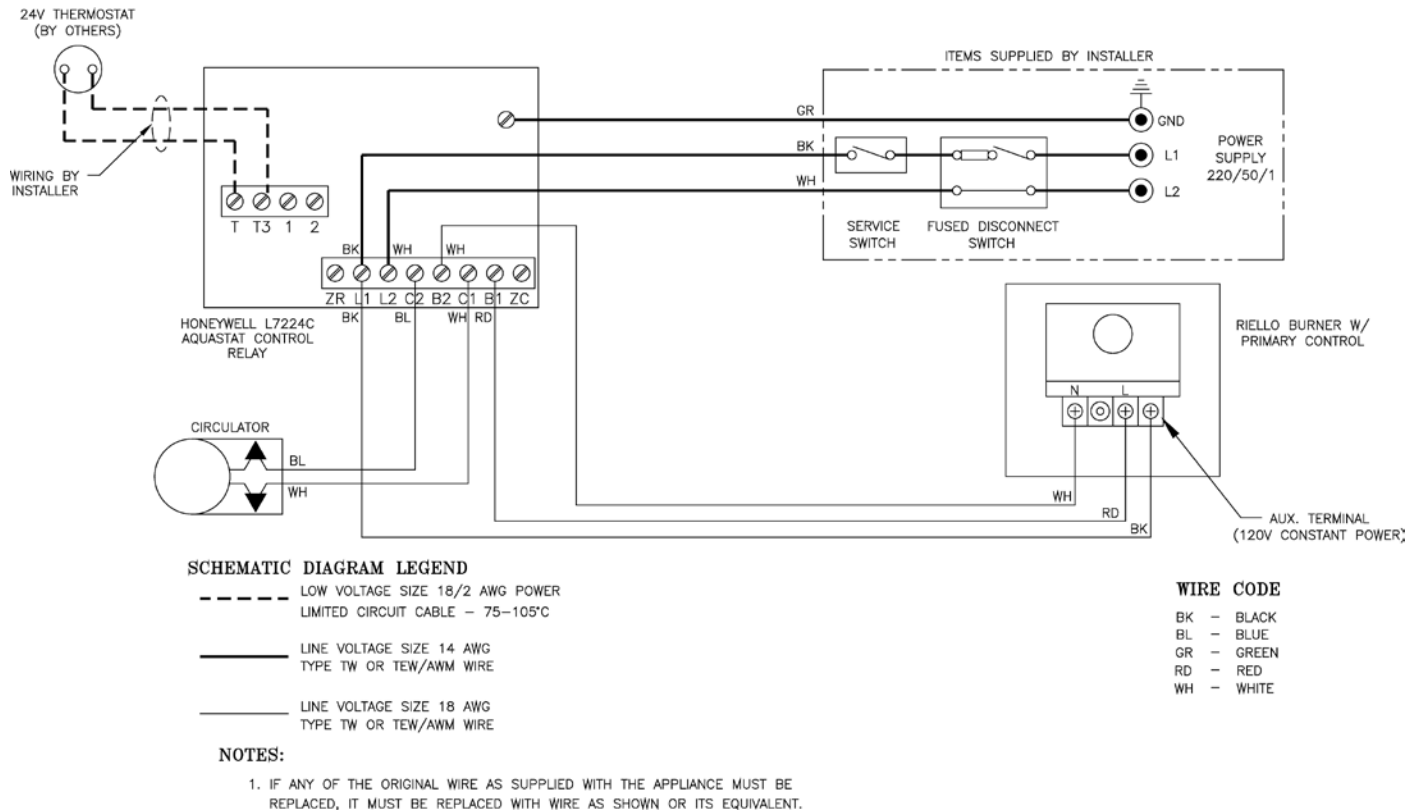 24V THERMOSTAT
(BY OTHERS)
WIRING BY
INSTALLER
T T3 1 2
ITEMS SUPPLIED BY INSTALLER
GR
GND
BK
L1
WH
L2
POWER
SUPPLY
220/50/1
SERVICE
SWITCH
FUSED DISCONNECT
SWITCH
BK WH WH
ZR L1 L2 C2 B2 C1 B1 ZC
BK BL WH RD
HONEYWELL L7224C
AQUASTAT CONTROL
RELAY
RIELLO BURNER W/
PRIMARY CONTROL
N L
CIRCULATOR
BL
WH
WH
RD
BK
AUX. TERMINAL
(120V CONSTANT POWER)
SCHEMATIC DIAGRAM LEGEND
LOW VOLTAGE SIZE 18/2 AWG POWER
LIMITED CIRCUIT CABLE – 75–105°C
LINE VOLTAGE SIZE 14 AWG
TYPE TW OR TEW/AWM WIRE
LINE VOLTAGE SIZE 18 AWG
TYPE TW OR TEW/AWM WIRE
WIRE CODE
BK – BLACK
BL – BLUE
GR – GREEN
RD – RED
WH – WHITE
NOTES:
1. IF ANY OF THE ORIGINAL WIRE AS SUPPLIED WITH THE APPLIANCE MUST BE
REPLACED, IT MUST BE REPLACED WITH WIRE AS SHOWN OR ITS EQUIVALENT.